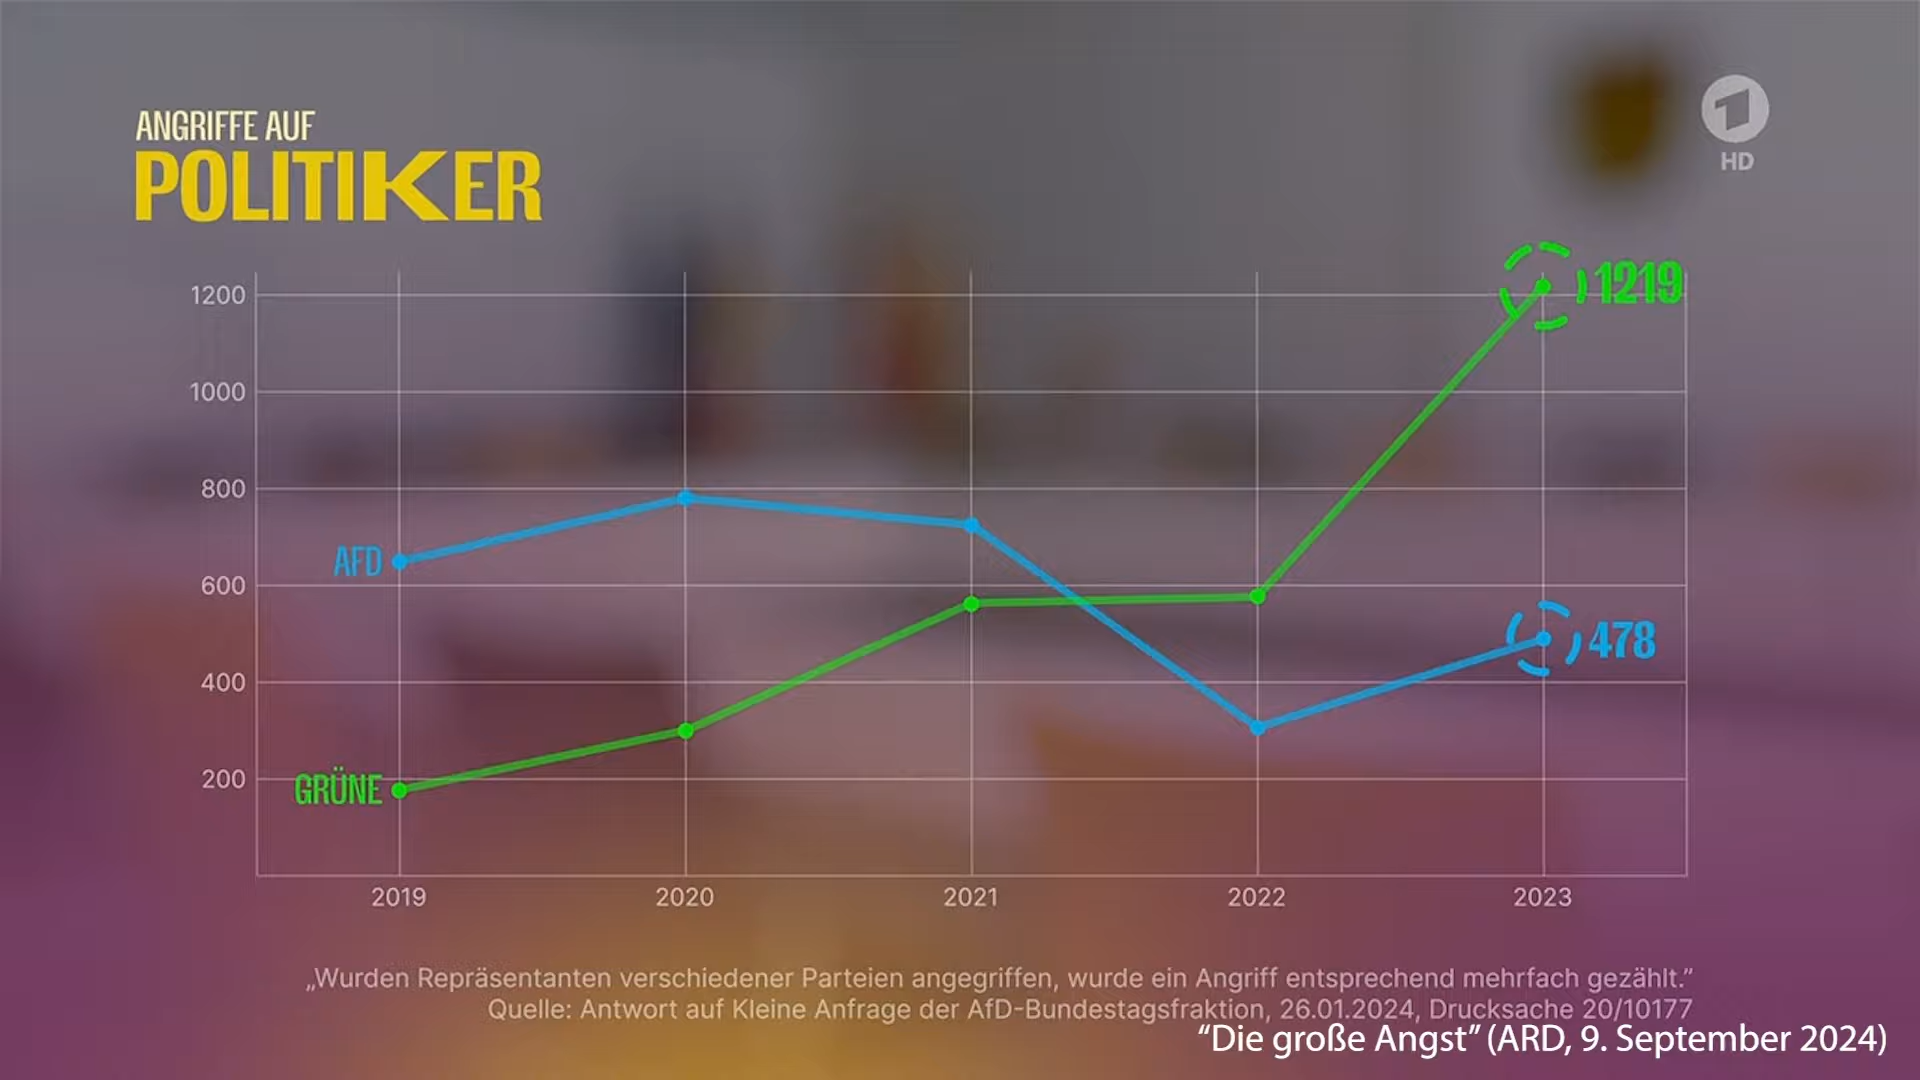 ANGRIFFE AUF
POLITIKER
HD
1200
1000
800
600
400
200
AFD
GRÜNE
1219
478
2019 2020 2021 2022 2023
„Wurden Repräsentanten verschiedener Parteien angegriffen, wurde ein Angriff entsprechend mehrfach gezählt.”
Quelle: Antwort auf Kleine Anfrage der AfD-Bundestagsfraktion, 26.01.2024, Drucksache 20/10177
“Die große Angst” (ARD, 9. September 2024)